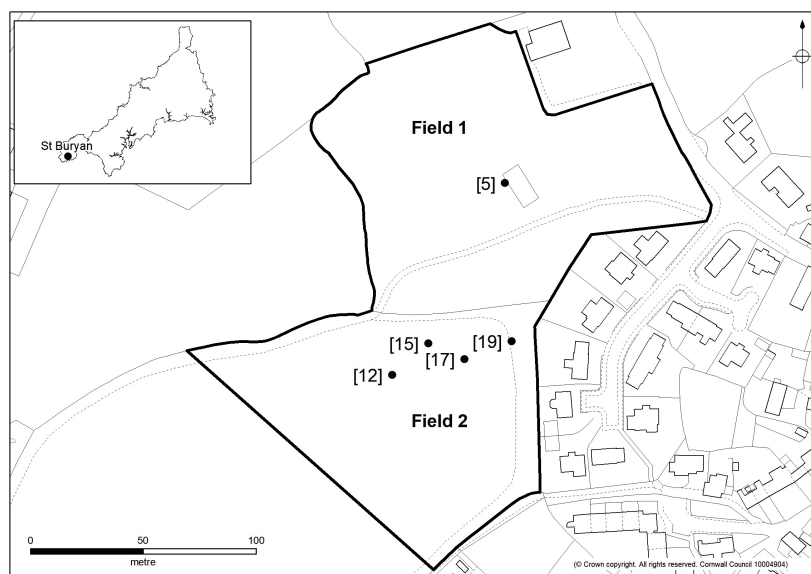 St Buryan
Field 1
[5]
[15]
[19]
[17]
[12]
Field 2
0 50 100
metre
(© Crown copyright. All rights reserved. Cornwall Council 10004904)